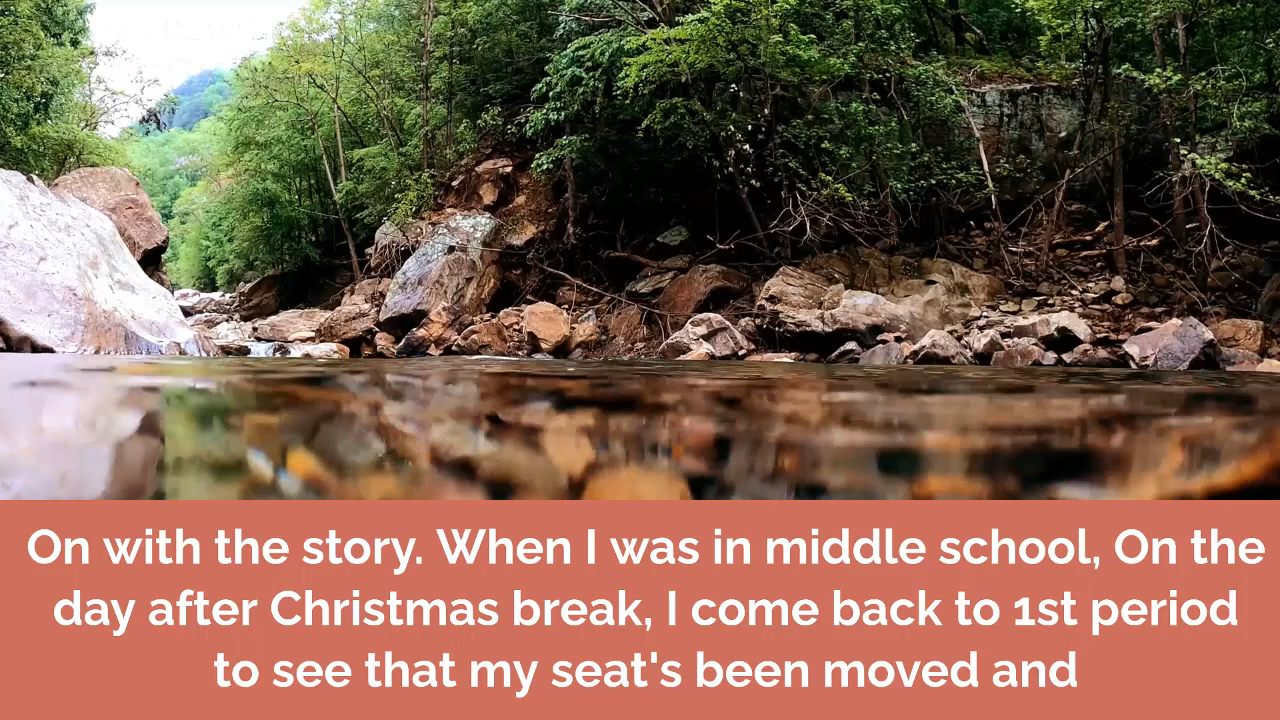 On with the story. When I was in middle school, On the
day after Christmas break, I come back to 1st period
to see that my seat's been moved and